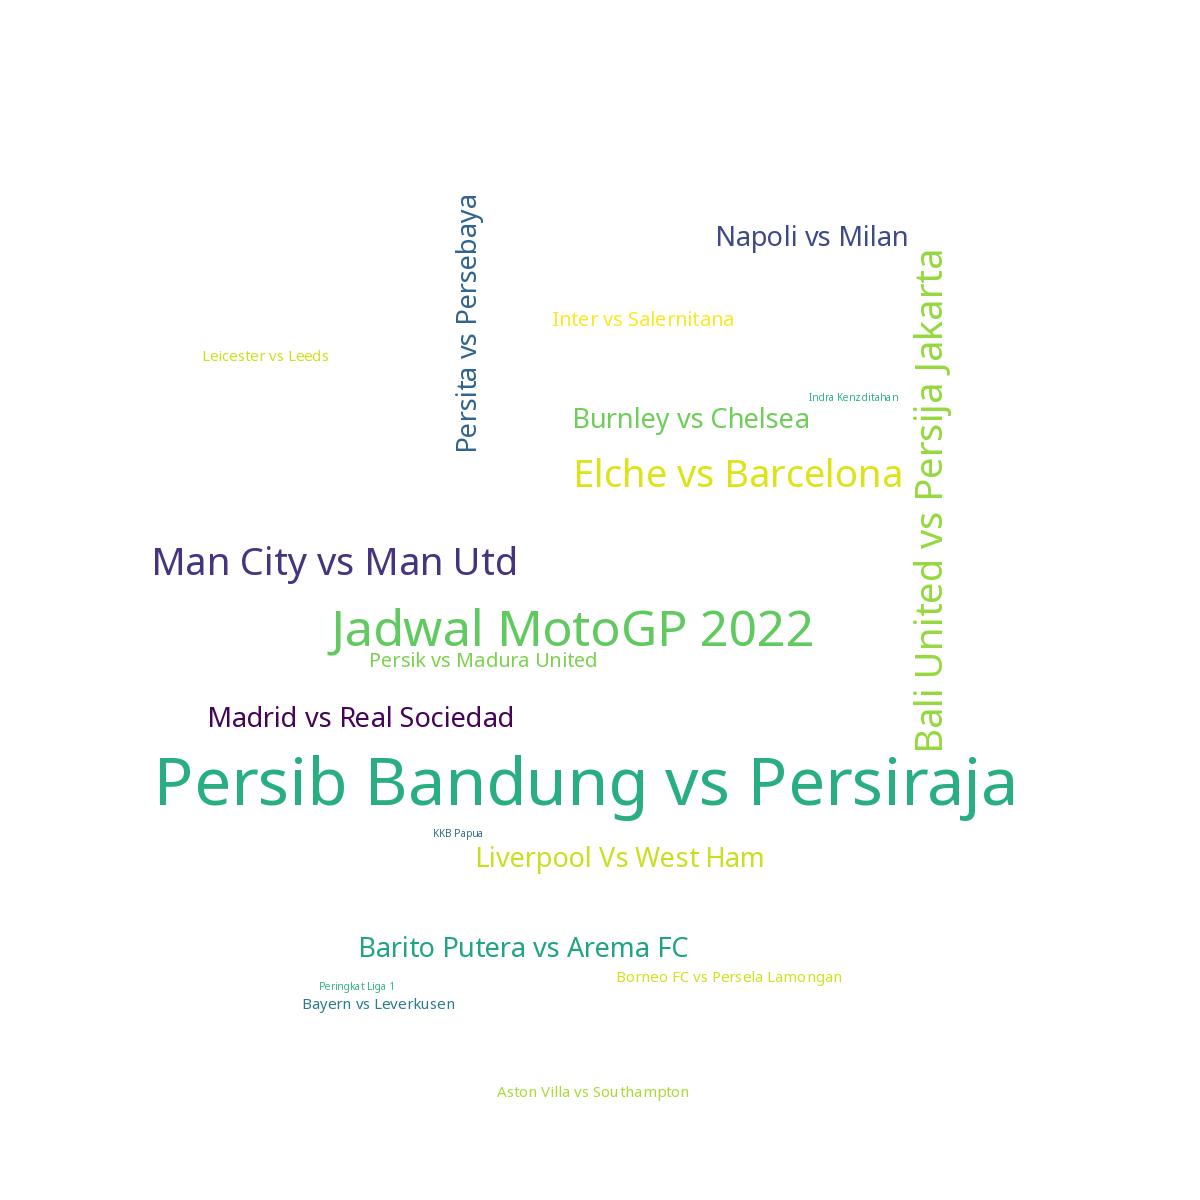 Persita vs Persebaya
Napoli vs Milan
Bali United vs Persija Jakarta
Inter vs Salernitana
Leicester vs Leeds
Indra Kenz ditahan
Burnley vs Chelsea
Elche vs Barcelona
Man City vs Man Utd
Jadwal MotoGP 2022
Persik vs Madura United
Madrid vs Real Sociedad
Persib Bandung vs Persiraja
KKB Papua
Liverpool Vs West Ham
Barito Putera vs Arema FC
Borneo FC vs Persela Lamongan
Peringkat Liga 1
Bayern vs Leverkusen
Aston Villa vs Southampton